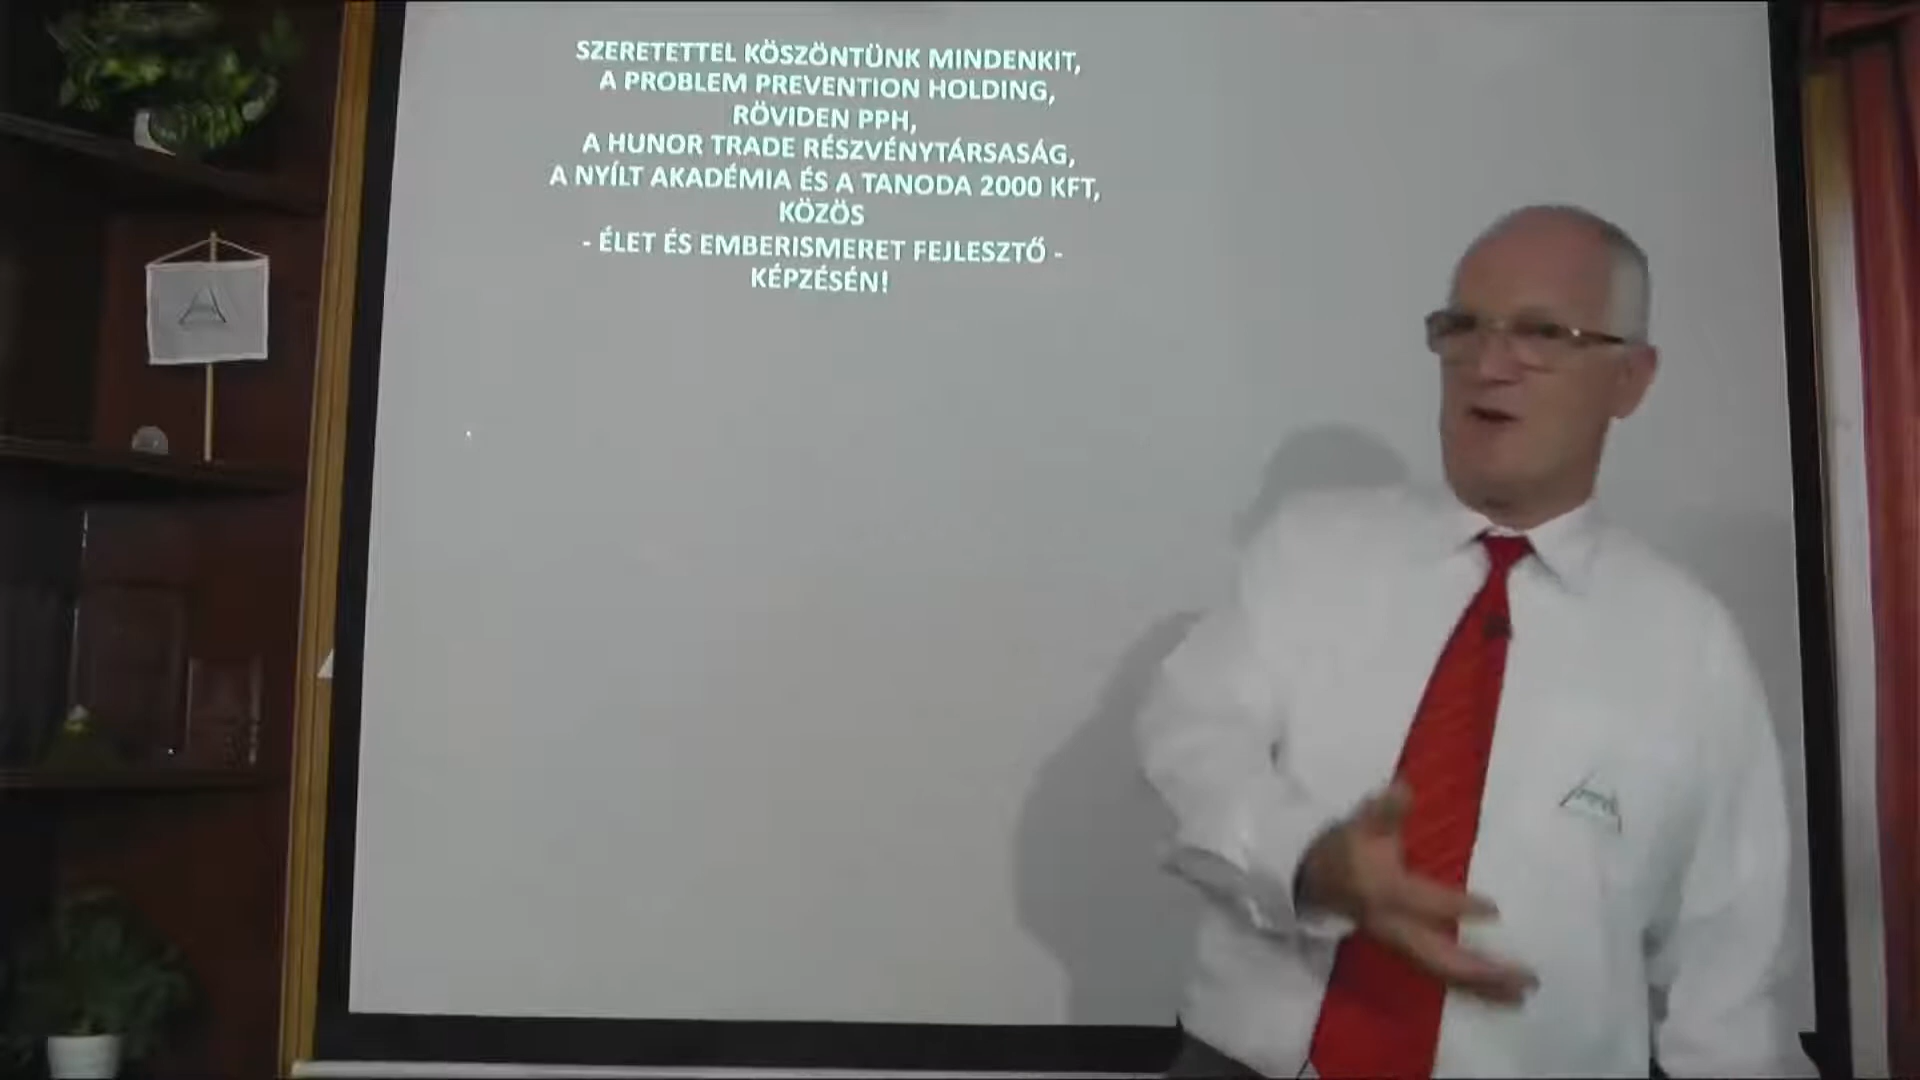 SZERETETTEL KÖSZÖNTÜNK MINDENKIT,
A PROBLEM PREVENTION HOLDING,
RÖVIDEN PPH,
A HUNOR TRADE RÉSZVÉNYTÁRSASÁG,
A NYÍLT AKADÉMIA ÉS A TANODA 2000 KFT,
KÖZÖS
- ÉLET ÉS EMBERISMERET FEJLESZTŐ -
KÉPZÉSÉN!